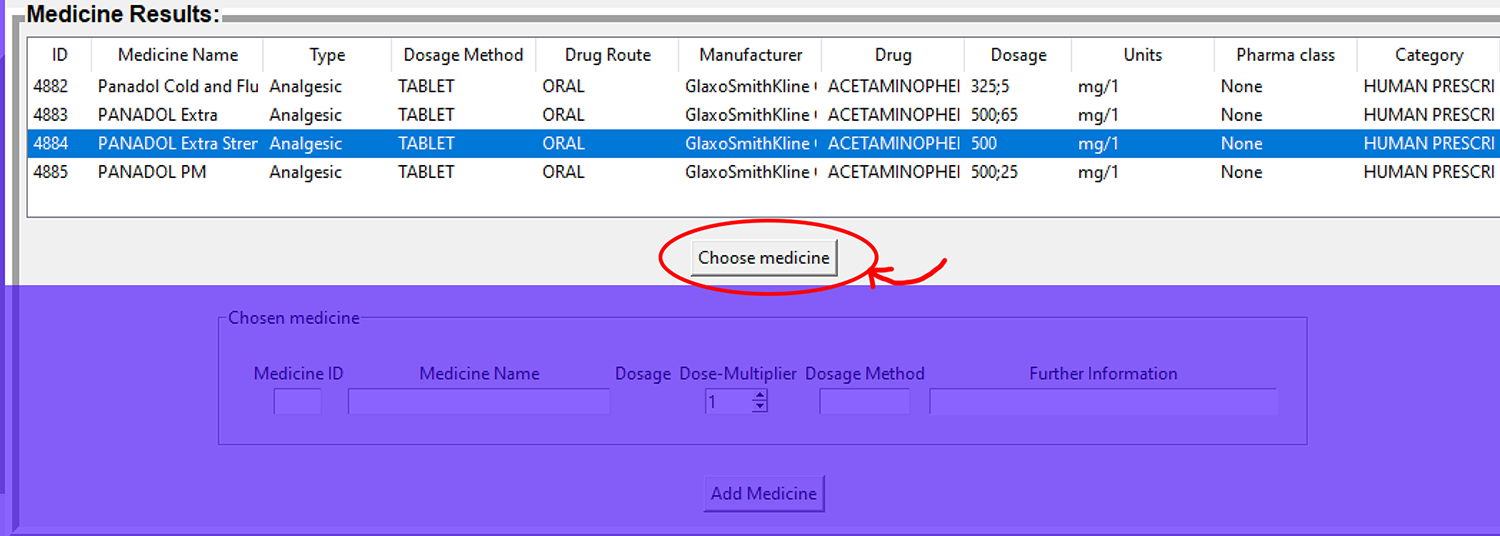 Medicine Results:
ID Medicine Name Type Dosage Method Drug Route Manufacturer Drug Dosage Units Pharma class Category
4882 Panadol Cold and Flu Analgesic TABLET ORAL GlaxoSmithKline ACETAMINOPHEI 325;5 mg/1 None HUMAN PRESCRI
4883 PANADOL Extra Analgesic TABLET ORAL GlaxoSmithKline ACETAMINOPHEI 500;65 mg/1 None HUMAN PRESCRI
4884 PANADOL Extra Stren Analgesic TABLET ORAL GlaxoSmithKline ACETAMINOPHEI 500 mg/1 None HUMAN PRESCRI
4885 PANADOL PM Analgesic TABLET ORAL GlaxoSmithKline ACETAMINOPHEI 500;25 mg/1 None HUMAN PRESCRI
Choose medicine
Chosen medicine
Medicine ID Medicine Name Dosage Dose-Multiplier Dosage Method Further Information
1
Add Medicine